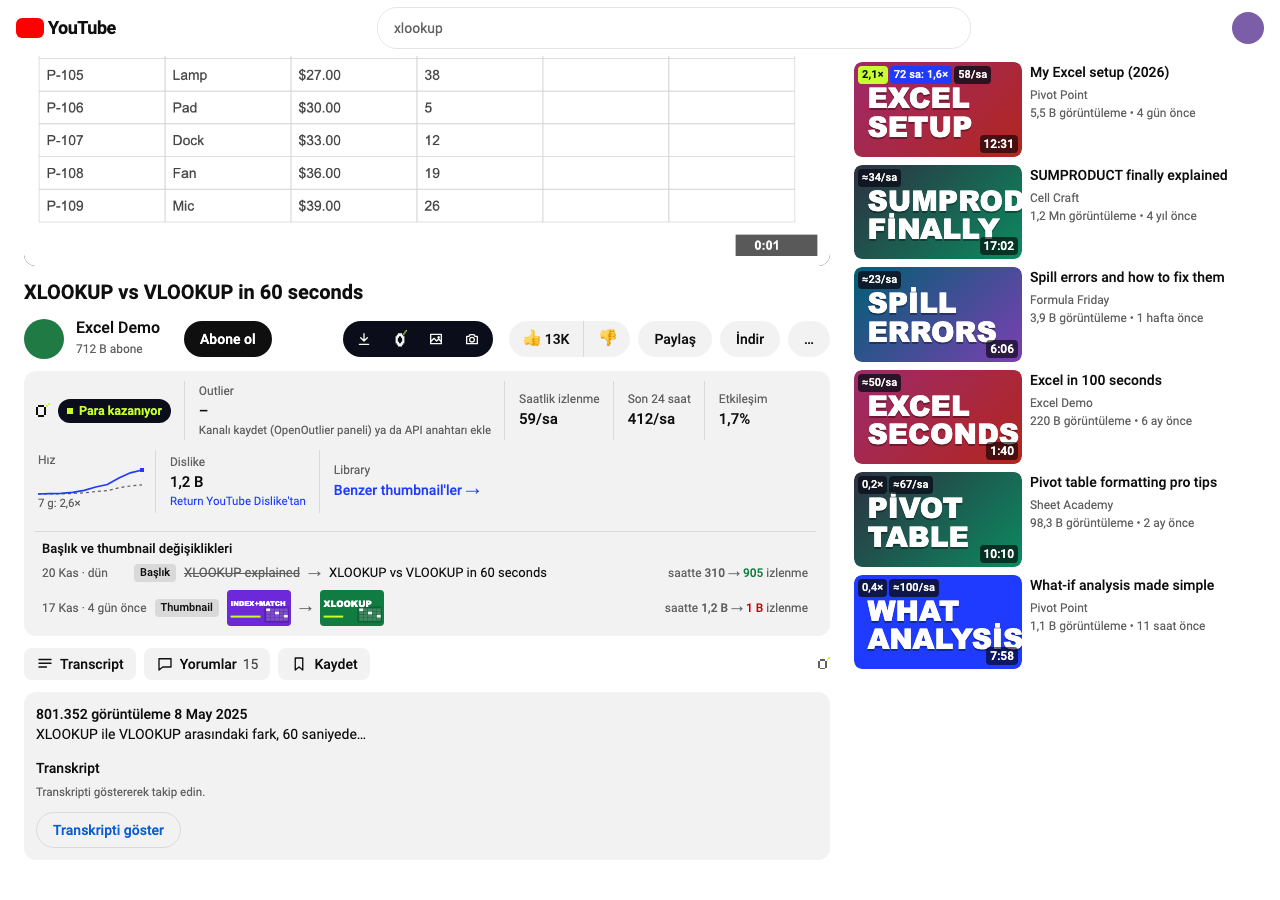 YouTube
xlookup
P-105 Lamp $27.00 38
P-106 Pad $30.00 5
P-107 Dock $33.00 12
P-108 Fan $36.00 19
P-109 Mic $39.00 26
0:01
XLOOKUP vs VLOOKUP in 60 seconds
Excel Demo
712 B abone
Abone ol
👍 13K
👎
Paylaş
İndir
...
Para kazanıyor
Outlier
–
Kanalı kaydet (OpenOutlier paneli) ya da API anahtarı ekle
Saatlik izlenme
59/sa
Son 24 saat
412/sa
Etkileşim
1,7%
Hız
7 g: 2,6×
Dislike
1,2 B
Return YouTube Dislike'tan
Library
Benzer thumbnail'ler →
Başlık ve thumbnail değişiklikleri
20 Kas · dün Başlık XLOOKUP explained → XLOOKUP vs VLOOKUP in 60 seconds saatte 310 → 905 izlenme
17 Kas · 4 gün önce Thumbnail INDEX+MATCH → XLOOKUP saatte 1,2 B → 1 B izlenme
Transcript
Yorumlar 15
Kaydet
801.352 görüntüleme 8 May 2025
XLOOKUP ile VLOOKUP arasındaki fark, 60 saniyede...
Transkript
Transkripti göstererek takip edin.
Transkripti göster
2,1× 72 sa: 1,6× 58/sa
EXCEL
SETUP
12:31
My Excel setup (2026)
Pivot Point
5,5 B görüntüleme • 4 gün önce
≈34/sa
SUMPROD
FİNALLY
17:02
SUMPRODUCT finally explained
Cell Craft
1,2 Mn görüntüleme • 4 yıl önce
≈23/sa
SPİLL
ERRORS
6:06
Spill errors and how to fix them
Formula Friday
3,9 B görüntüleme • 1 hafta önce
≈50/sa
EXCEL
SECONDS
1:40
Excel in 100 seconds
Excel Demo
220 B görüntüleme • 6 ay önce
0,2× ≈67/sa
PİVOT
TABLE
10:10
Pivot table formatting pro tips
Sheet Academy
98,3 B görüntüleme • 2 ay önce
0,4× ≈100/sa
WHAT
ANALYSİS
7:58
What-if analysis made simple
Pivot Point
1,1 B görüntüleme • 11 saat önce